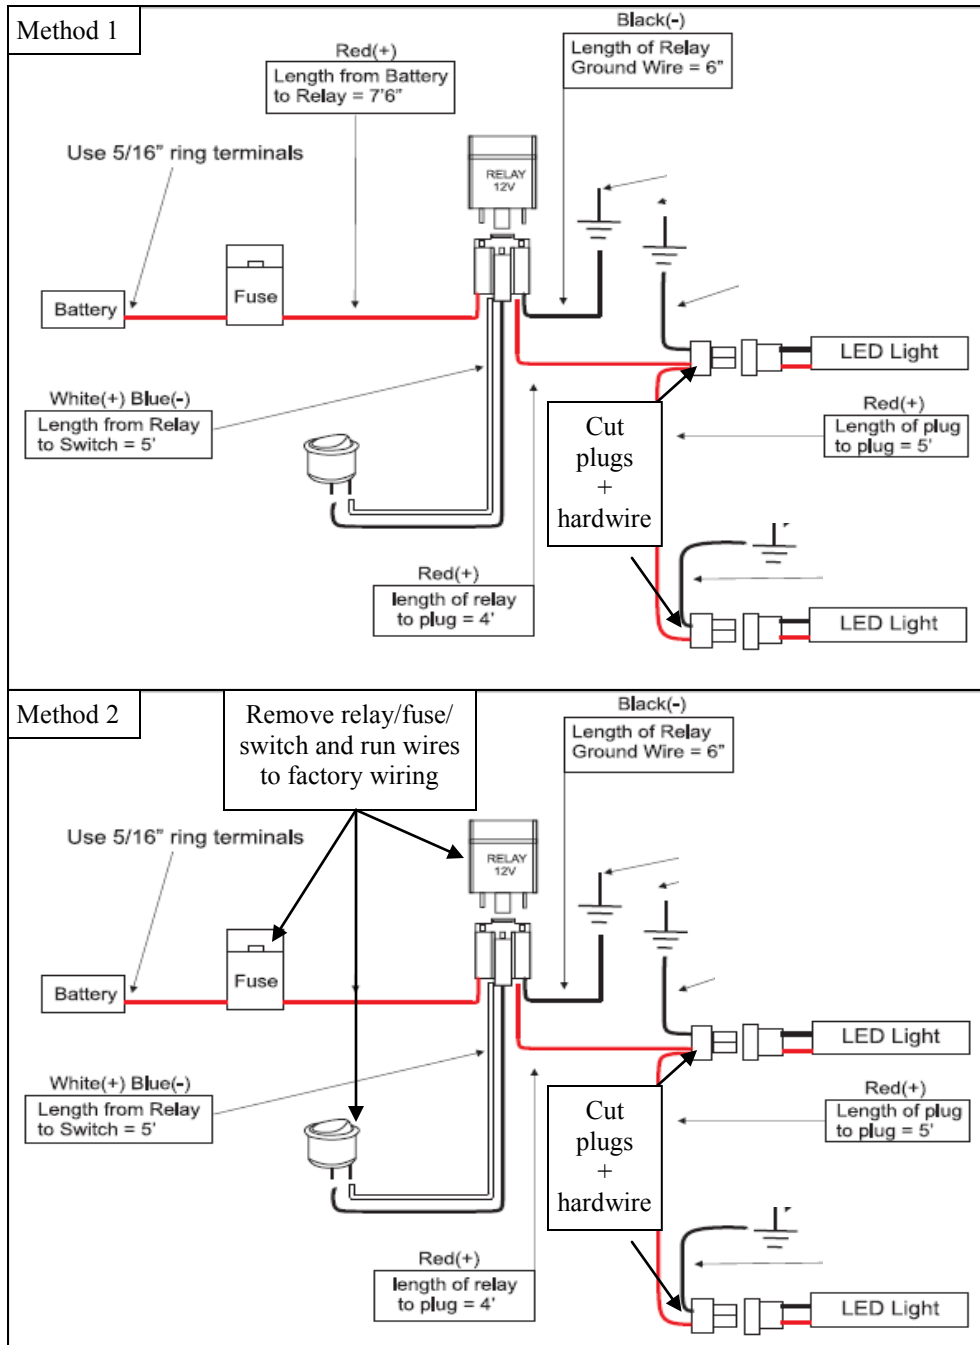 Method 1
Black(-)
Length of Relay
Ground Wire = 6"
Red(+)
Length from Battery
to Relay = 7'6"
Use 5/16" ring terminals
RELAY
12V
Fuse
Battery
LED Light
White(+) Blue(-)
Length from Relay
to Switch = 5'
Cut
plugs
+
hardwire
Red(+)
Length of plug
to plug = 5'
Red(+)
length of relay
to plug = 4'
LED Light
Method 2
Remove relay/fuse/
switch and run wires
to factory wiring
Black(-)
Length of Relay
Ground Wire = 6"
Use 5/16" ring terminals
RELAY
12V
Fuse
Battery
LED Light
White(+) Blue(-)
Length from Relay
to Switch = 5'
Cut
plugs
+
hardwire
Red(+)
Length of plug
to plug = 5'
Red(+)
length of relay
to plug = 4'
LED Light